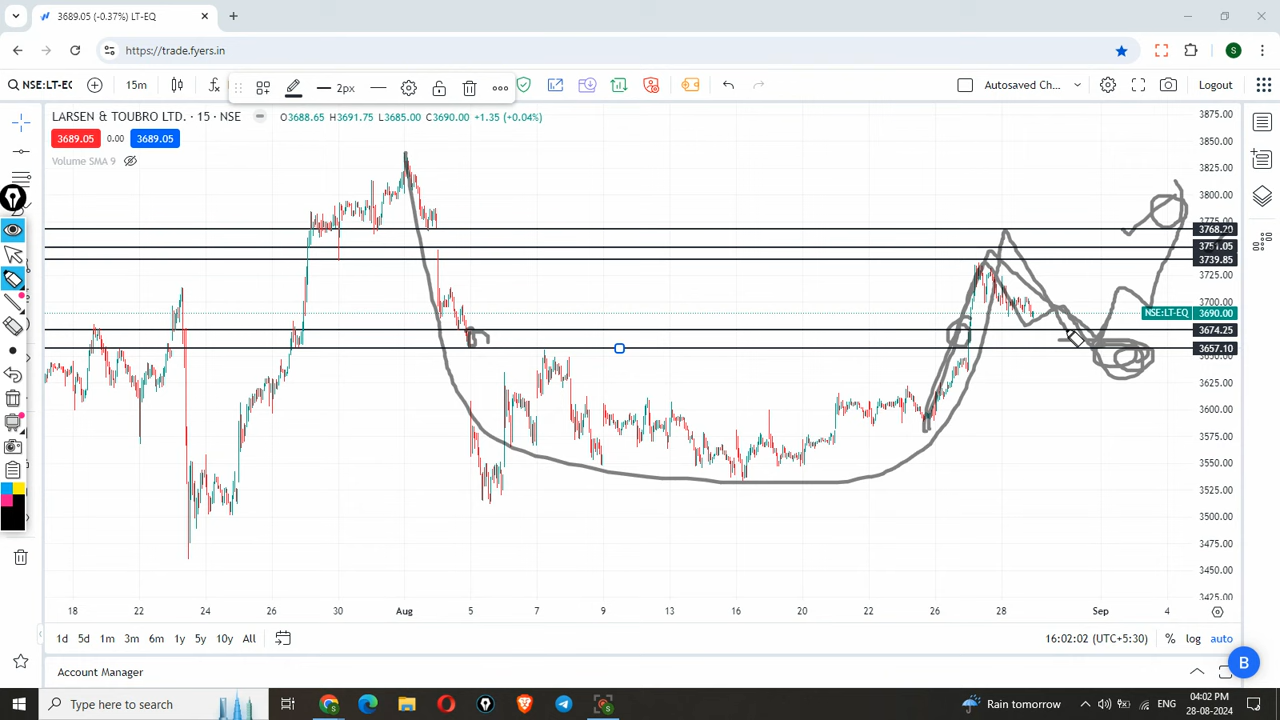 3689.05 (-0.37%) LT-EQ
https://trade.fyers.in
S
NSE:LT-EQ
15m
2px
Autosaved Ch...
Logout
LARSEN & TOUBRO LTD. · 15 · NSE
O3688.65 H3691.75 L3685.00 C3690.00 +1.35 (+0.04%)
3689.05 0.00 3689.05
Volume SMA 9
3875.00
3850.00
3825.00
3800.00
3775.00
3768.20
3751.05
3739.85
3725.00
3700.00
NSE:LT-EQ 3690.00
3674.25
3657.10
3650.00
3625.00
3600.00
3575.00
3550.00
3525.00
3500.00
3475.00
3450.00
3425.00
18 22 24 26 30 Aug 5 7 9 13 16 20 22 26 28 Sep 4
1d 5d 1m 3m 6m 1y 5y 10y All
16:02:02 (UTC+5:30) % log auto
Account Manager
B
Type here to search
Rain tomorrow
ENG
04:02 PM
28-08-2024